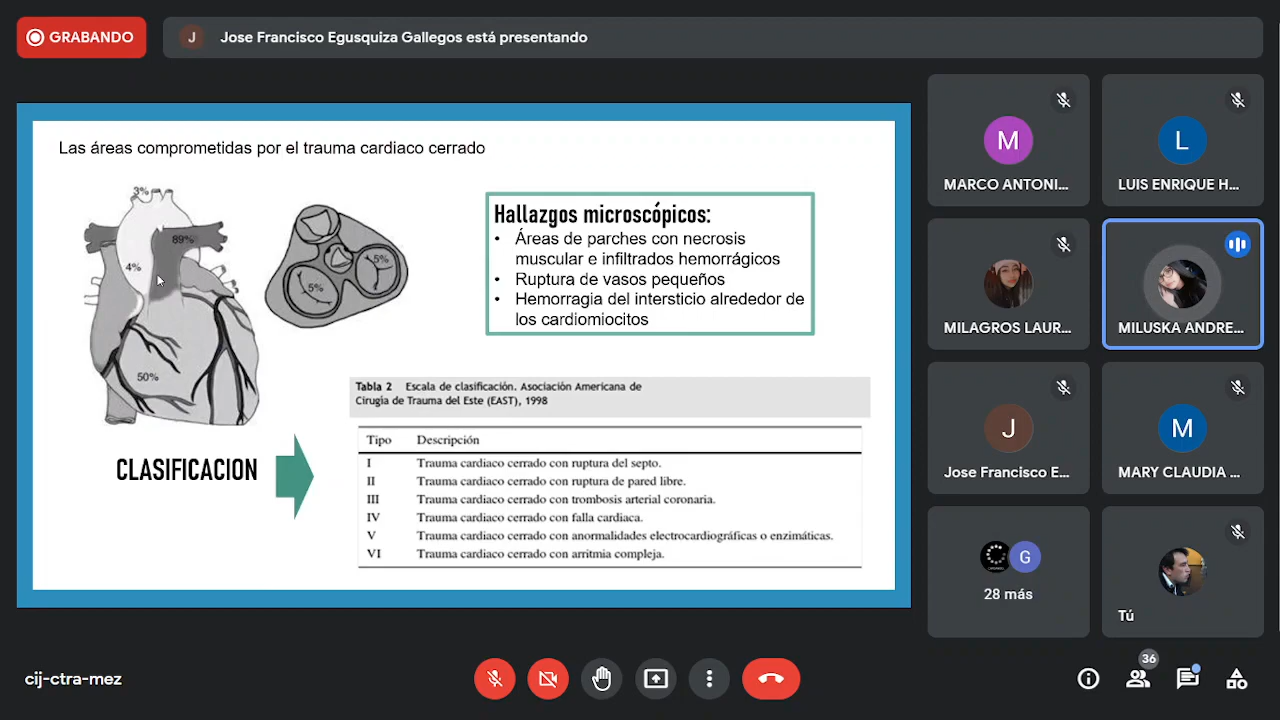 GRABANDO
J
Jose Francisco Egusquiza Gallegos está presentando
Las áreas comprometidas por el trauma cardiaco cerrado
3%
89%
4%
50%
5%
5%
Hallazgos microscópicos:
• Áreas de parches con necrosis
muscular e infiltrados hemorrágicos
• Ruptura de vasos pequeños
• Hemorragia del intersticio alrededor de
los cardiomiocitos
CLASIFICACION
Tabla 2 Escala de clasificación. Asociación Americana de
Cirugía de Trauma del Este (EAST), 1998
Tipo Descripción
I Trauma cardiaco cerrado con ruptura del septo.
II Trauma cardiaco cerrado con ruptura de pared libre.
III Trauma cardiaco cerrado con trombosis arterial coronaria.
IV Trauma cardiaco cerrado con falla cardiaca.
V Trauma cardiaco cerrado con anormalidades electrocardiográficas o enzimáticas.
VI Trauma cardiaco cerrado con arritmia compleja.
M
MARCO ANTONI...
L
LUIS ENRIQUE H...
MILAGROS LAUR...
MILUSKA ANDRE...
J
Jose Francisco E...
M
MARY CLAUDIA ...
G
28 más
Tú
cij-ctra-mez
36